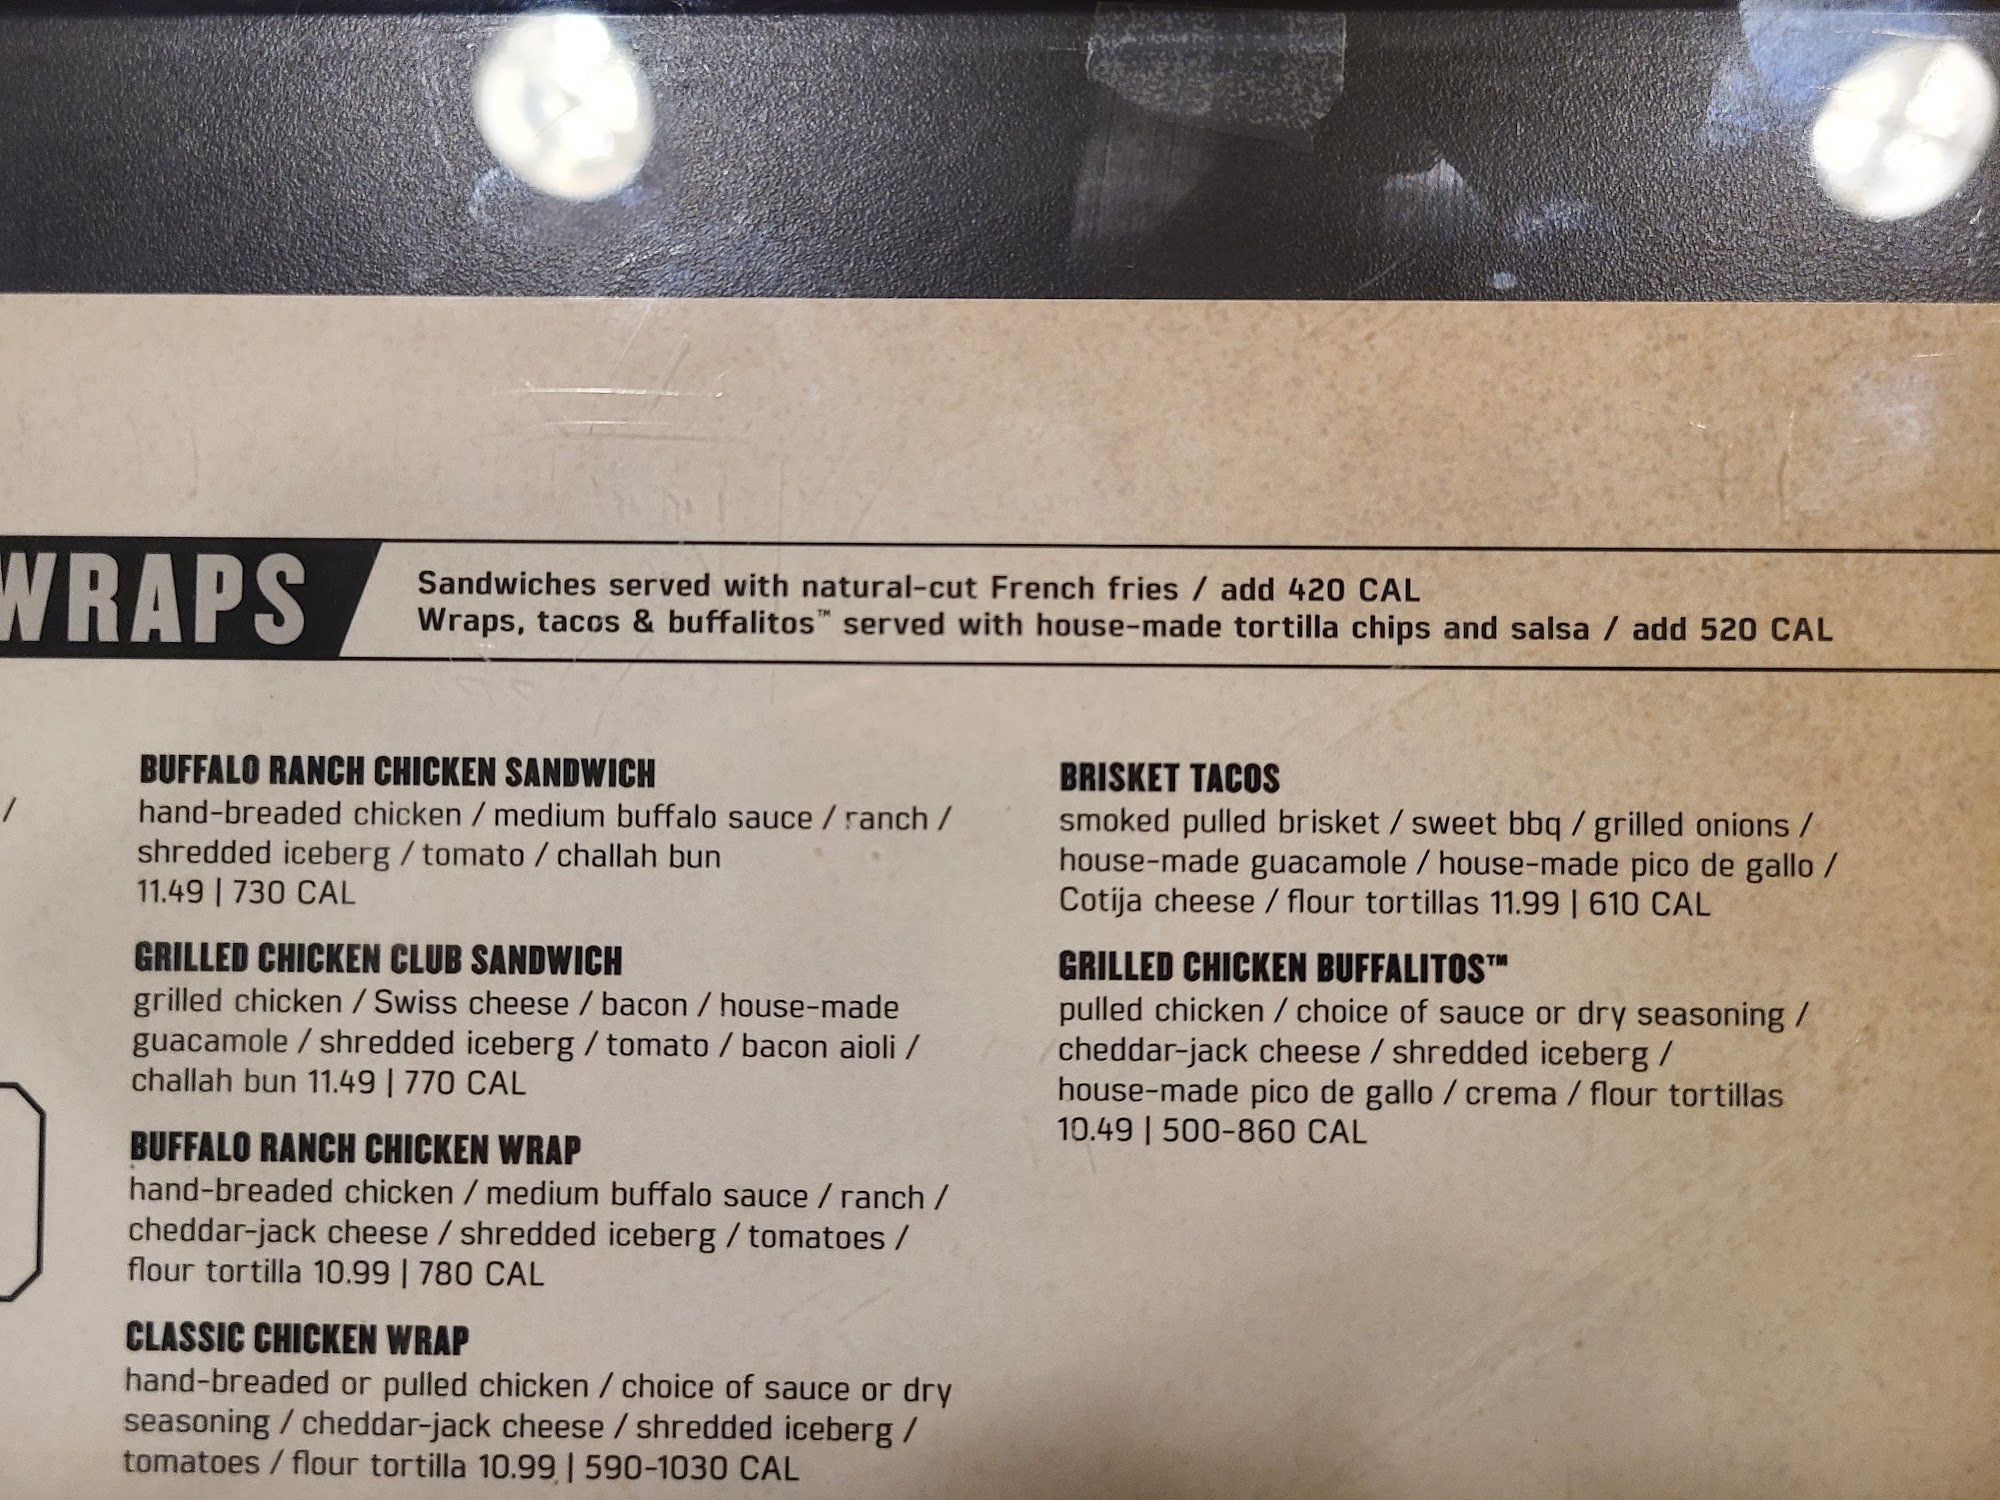 WRAPS
Sandwiches served with natural-cut French fries / add 420 CAL
Wraps, tacos & buffalitos™ served with house-made tortilla chips and salsa / add 520 CAL
/
BUFFALO RANCH CHICKEN SANDWICH
hand-breaded chicken / medium buffalo sauce / ranch /
shredded iceberg / tomato / challah bun
11.49 | 730 CAL
GRILLED CHICKEN CLUB SANDWICH
grilled chicken / Swiss cheese / bacon / house-made
guacamole / shredded iceberg / tomato / bacon aioli /
challah bun 11.49 | 770 CAL
BUFFALO RANCH CHICKEN WRAP
hand-breaded chicken / medium buffalo sauce / ranch /
cheddar-jack cheese / shredded iceberg / tomatoes /
flour tortilla 10.99 | 780 CAL
CLASSIC CHICKEN WRAP
hand-breaded or pulled chicken / choice of sauce or dry
seasoning / cheddar-jack cheese / shredded iceberg /
tomatoes / flour tortilla 10.99 | 590-1030 CAL
BRISKET TACOS
smoked pulled brisket / sweet bbq / grilled onions /
house-made guacamole / house-made pico de gallo /
Cotija cheese / flour tortillas 11.99 | 610 CAL
GRILLED CHICKEN BUFFALITOS™
pulled chicken / choice of sauce or dry seasoning /
cheddar-jack cheese / shredded iceberg /
house-made pico de gallo / crema / flour tortillas
10.49 | 500-860 CAL